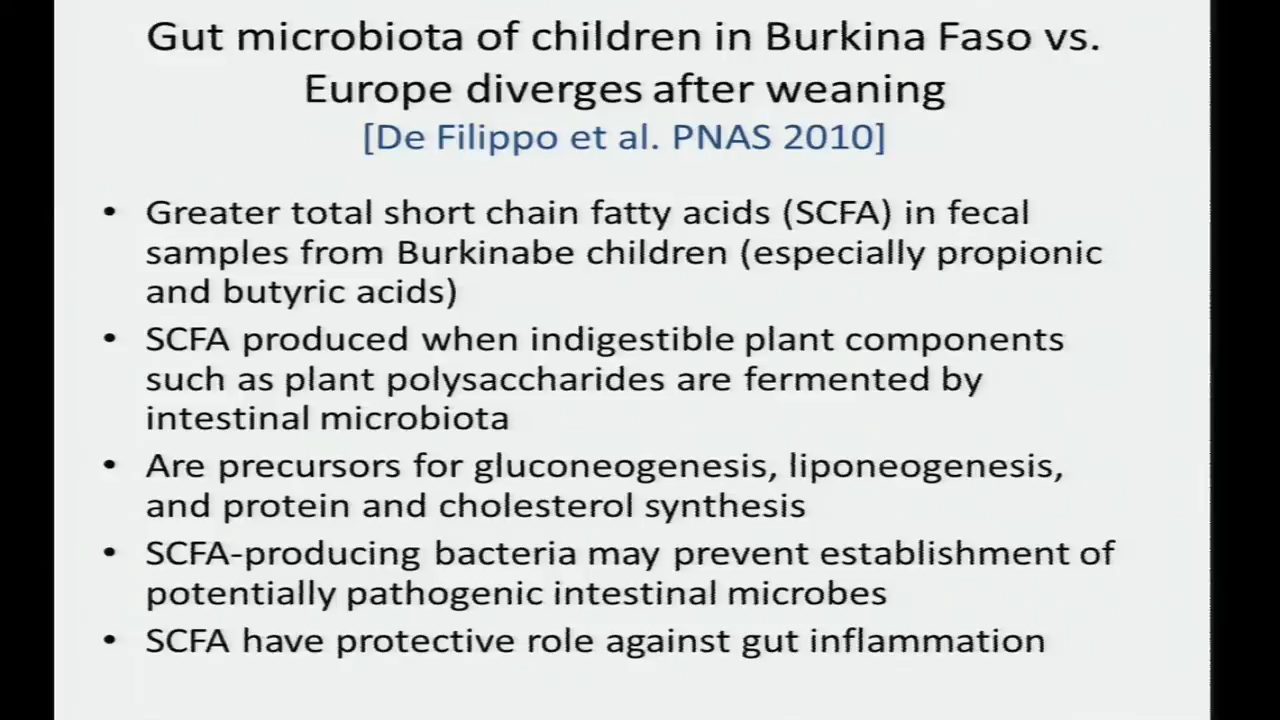 Gut microbiota of children in Burkina Faso vs.
Europe diverges after weaning
[De Filippo et al. PNAS 2010]
• Greater total short chain fatty acids (SCFA) in fecal
samples from Burkinabe children (especially propionic
and butyric acids)
• SCFA produced when indigestible plant components
such as plant polysaccharides are fermented by
intestinal microbiota
• Are precursors for gluconeogenesis, liponeogenesis,
and protein and cholesterol synthesis
• SCFA-producing bacteria may prevent establishment of
potentially pathogenic intestinal microbes
• SCFA have protective role against gut inflammation